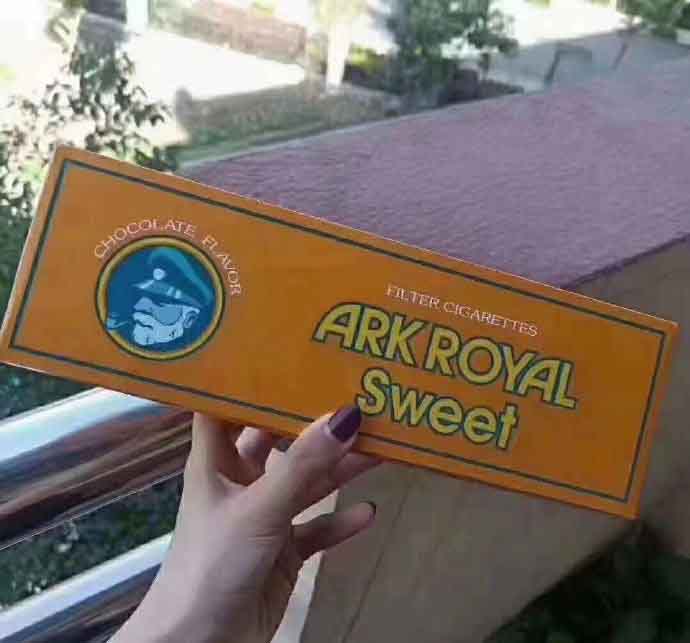 CHOCOLATE FLAVOR
FILTER CIGARETTES
ARK ROYAL
Sweet